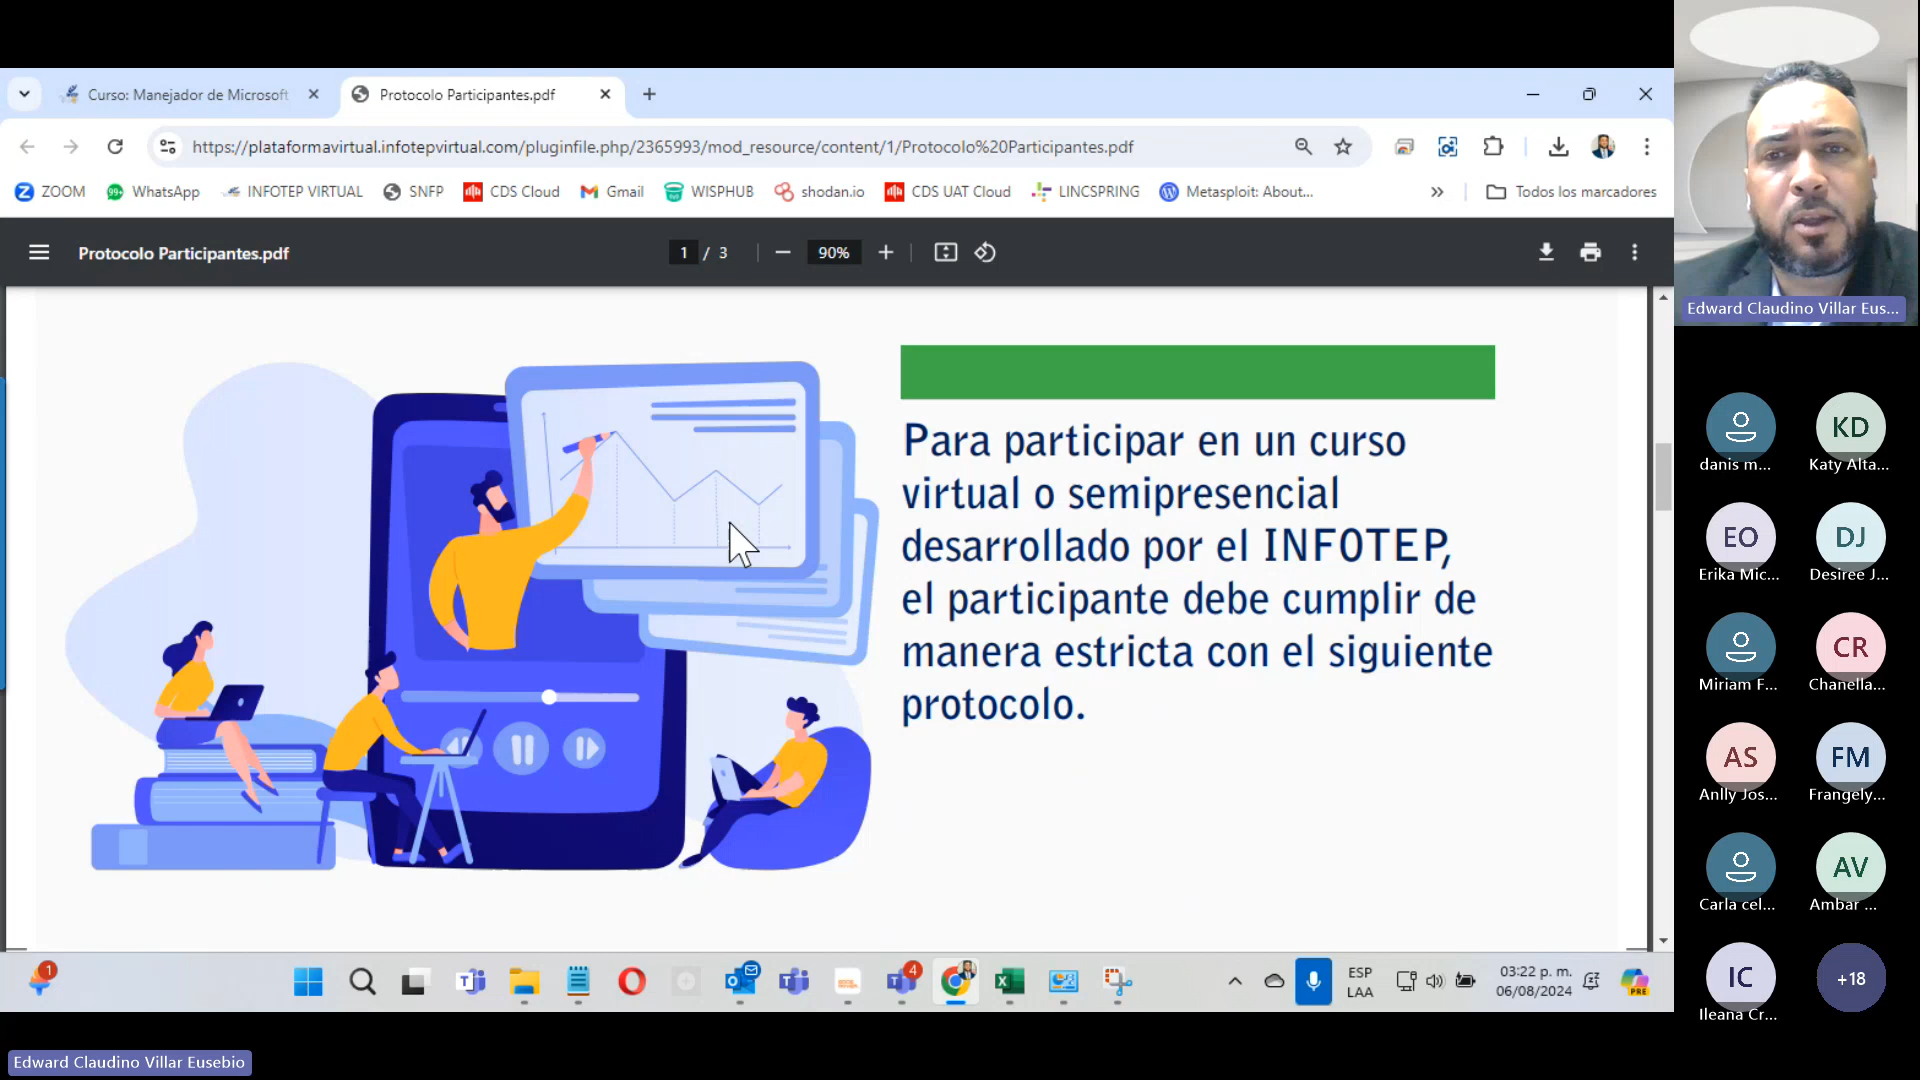 Curso: Manejador de Microsoft
Protocolo Participantes.pdf
https://plataformavirtual.infotepvirtual.com/pluginfile.php/2365993/mod_resource/content/1/Protocolo%20Participantes.pdf
ZOOM
99+
WhatsApp
INFOTEP VIRTUAL
SNFP
CDS Cloud
Gmail
WISPHUB
shodan.io
CDS UAT Cloud
LINCSPRING
Metasploit: About...
Todos los marcadores
Protocolo Participantes.pdf
1 / 3
90%
Para participar en un curso
virtual o semipresencial
desarrollado por el INFOTEP,
el participante debe cumplir de
manera estricta con el siguiente
protocolo.
Edward Claudino Villar Eus...
danis m...
KD
Katy Alta...
EO
Erika Mic...
DJ
Desiree J...
Miriam F...
CR
Chanella...
AS
Anlly Jos...
FM
Frangely...
Carla cel...
AV
Ambar ...
IC
Ileana Cr...
+18
1
4
ESP
LAA
03:22 p. m.
06/08/2024
PRE
Edward Claudino Villar Eusebio